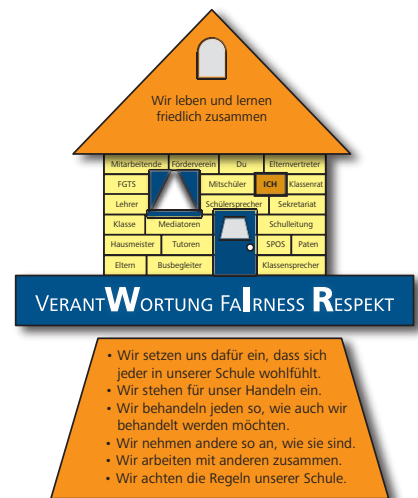 Wir leben und lernen
friedlich zusammen
Mitarbeitende Förderverein Du Elternvertreter
FGTS Mitschüler ICH Klassenrat
Lehrer Schülersprecher Sekretariat
Klasse Mediatoren Schulleitung
Hausmeister Tutoren SPOS Paten
Eltern Busbegleiter Klassensprecher
VERANTWORTUNG FAIRNESS RESPEKT
• Wir setzen uns dafür ein, dass sich
jeder in unserer Schule wohlfühlt.
• Wir stehen für unser Handeln ein.
• Wir behandeln jeden so, wie auch wir
behandelt werden möchten.
• Wir nehmen andere so an, wie sie sind.
• Wir arbeiten mit anderen zusammen.
• Wir achten die Regeln unserer Schule.